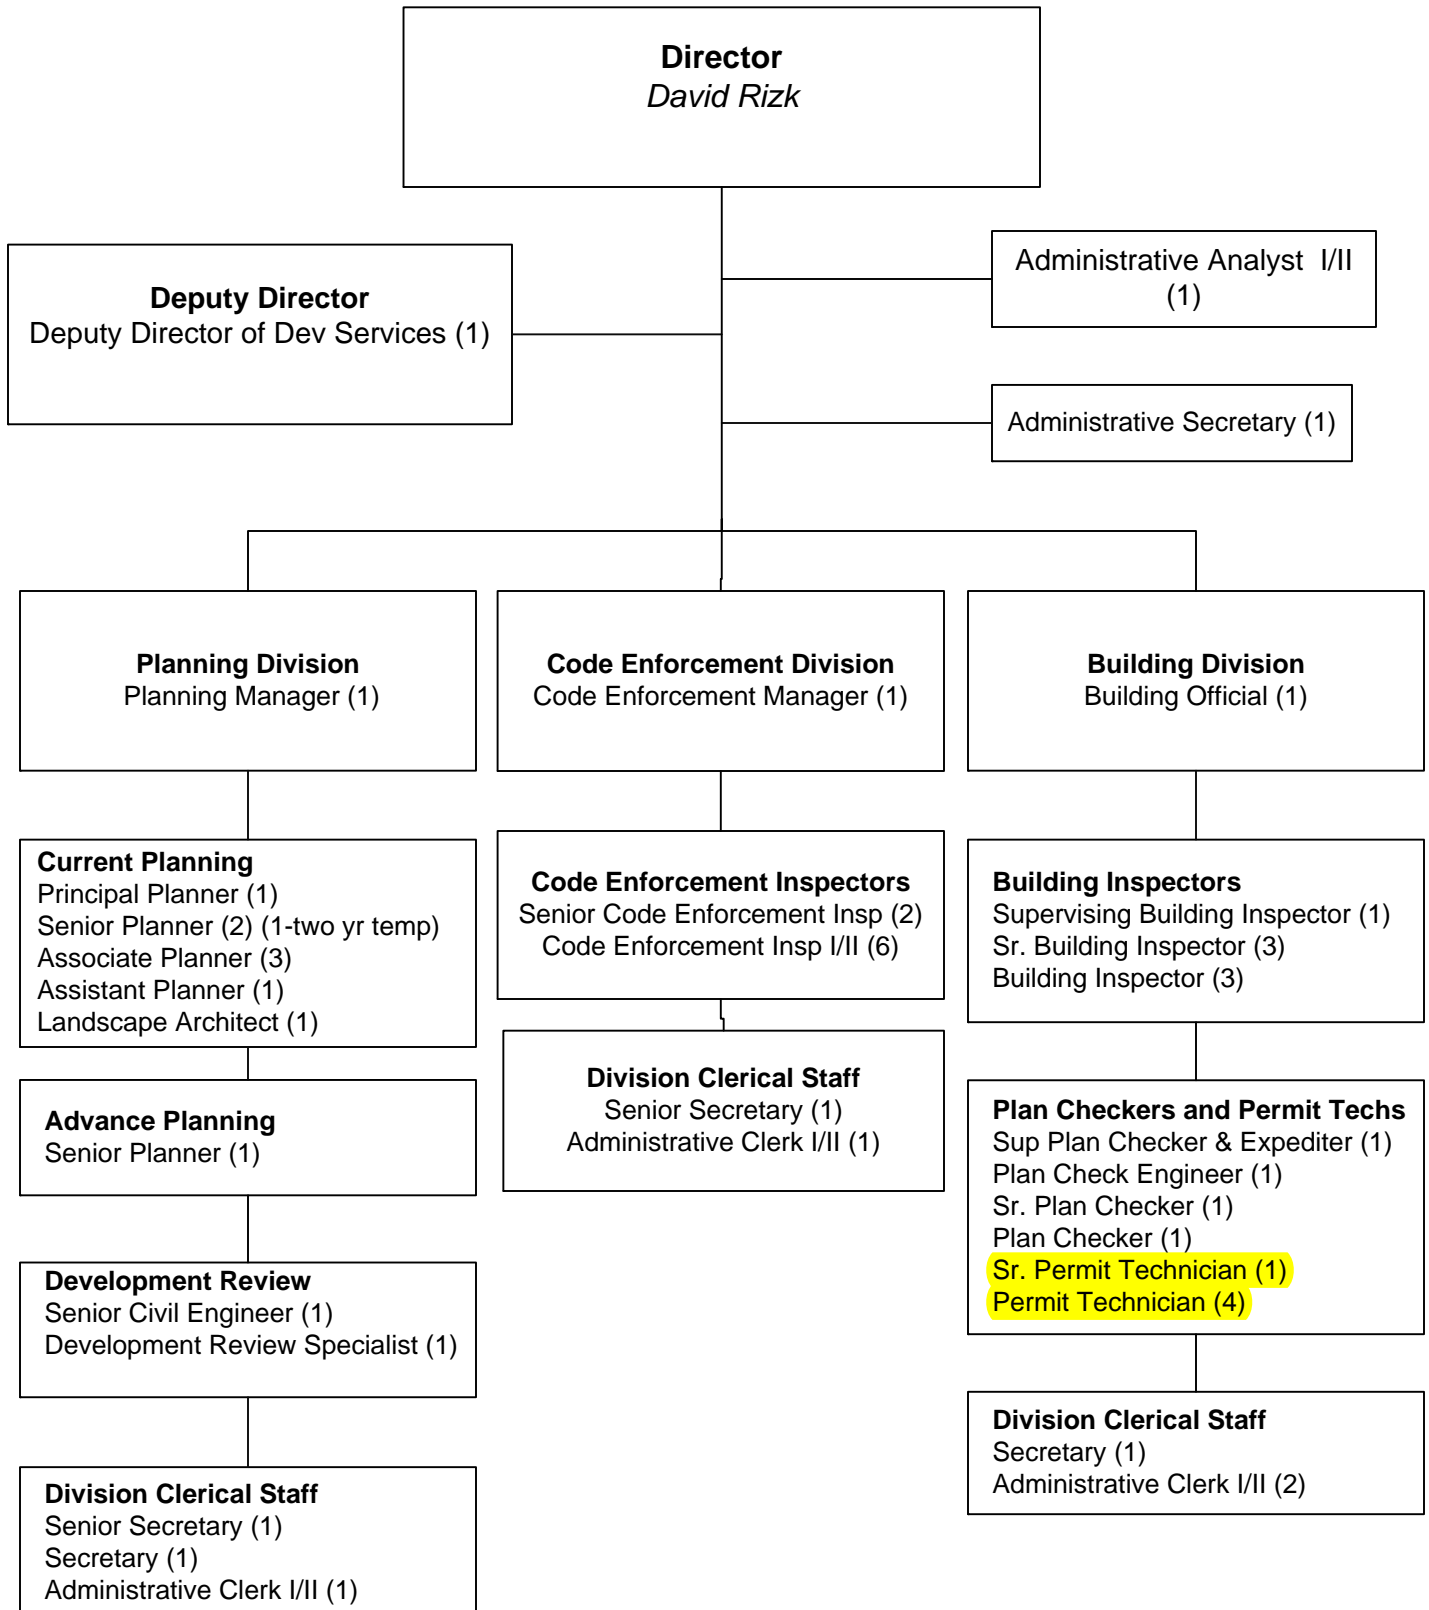 Director
David Rizk
Deputy Director
Deputy Director of Dev Services (1)
Administrative Analyst I/II
(1)
Administrative Secretary (1)
Planning Division
Planning Manager (1)
Code Enforcement Division
Code Enforcement Manager (1)
Building Division
Building Official (1)
Current Planning
Principal Planner (1)
Senior Planner (2) (1-two yr temp)
Associate Planner (3)
Assistant Planner (1)
Landscape Architect (1)
Code Enforcement Inspectors
Senior Code Enforcement Insp (2)
Code Enforcement Insp I/II (6)
Building Inspectors
Supervising Building Inspector (1)
Sr. Building Inspector (3)
Building Inspector (3)
Advance Planning
Senior Planner (1)
Division Clerical Staff
Senior Secretary (1)
Administrative Clerk I/II (1)
Plan Checkers and Permit Techs
Sup Plan Checker & Expediter (1)
Plan Check Engineer (1)
Sr. Plan Checker (1)
Plan Checker (1)
Sr. Permit Technician (1)
Permit Technician (4)
Development Review
Senior Civil Engineer (1)
Development Review Specialist (1)
Division Clerical Staff
Secretary (1)
Administrative Clerk I/II (2)
Division Clerical Staff
Senior Secretary (1)
Secretary (1)
Administrative Clerk I/II (1)